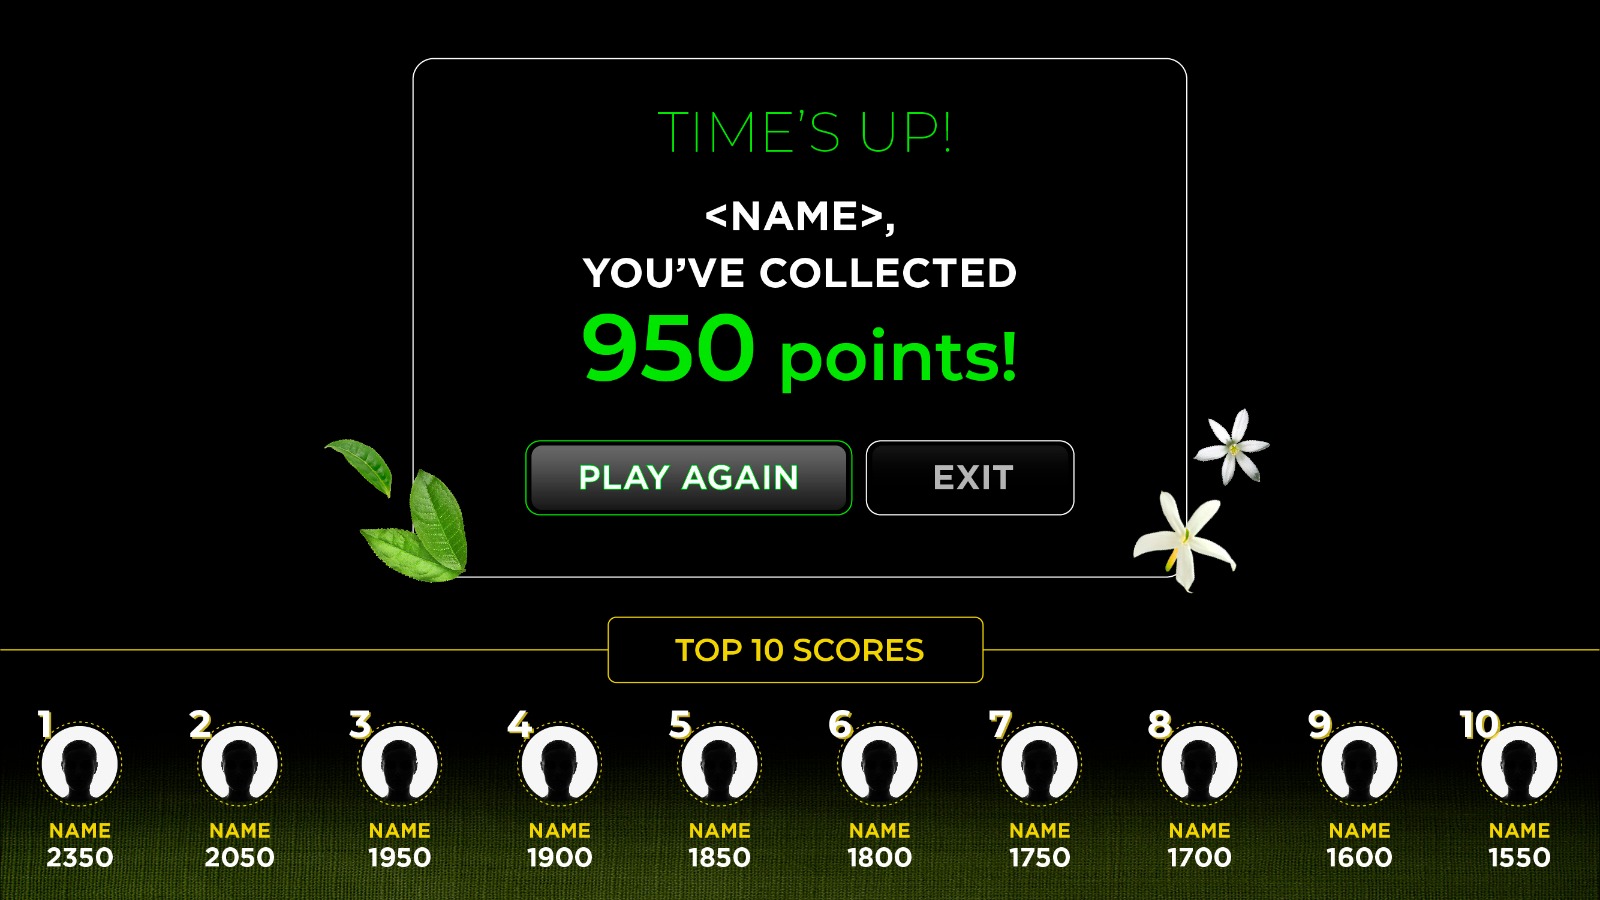 TIME’S UP!
<NAME>,
YOU’VE COLLECTED
950 points!
PLAY AGAIN
EXIT
TOP 10 SCORES
1 2 3 4 5 6 7 8 9 10
NAME NAME NAME NAME NAME NAME NAME NAME NAME NAME
2350 2050 1950 1900 1850 1800 1750 1700 1600 1550